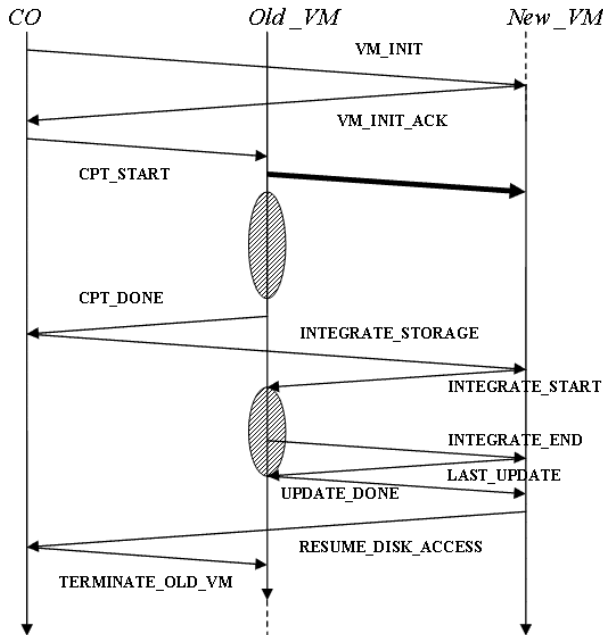 CO Old_VM New_VM
VM_INIT
VM_INIT_ACK
CPT_START
CPT_DONE
INTEGRATE_STORAGE
INTEGRATE_START
INTEGRATE_END
LAST_UPDATE
UPDATE_DONE
RESUME_DISK_ACCESS
TERMINATE_OLD_VM